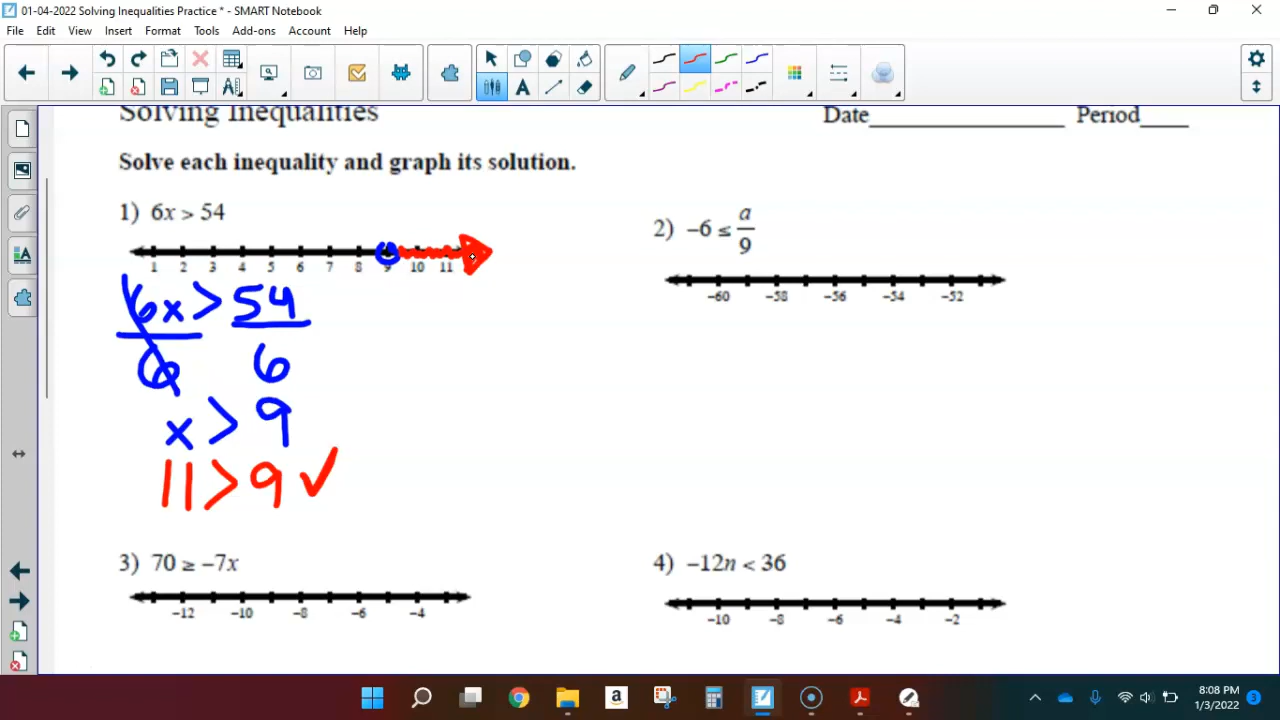 01-04-2022 Solving Inequalities Practice * - SMART Notebook
File Edit View Insert Format Tools Add-ons Account Help
Solving Inequalities
Date Period
Solve each inequality and graph its solution.
1) 6x > 54
1 2 3 4 5 6 7 8 9 10 11
6x > 54
6 6
x > 9
11 > 9 ✓
2) −6 ≤ a/9
−60 −58 −56 −54 −52
3) 70 ≥ −7x
−12 −10 −8 −6 −4
4) −12n < 36
−10 −8 −6 −4 −2
8:08 PM
1/3/2022
3